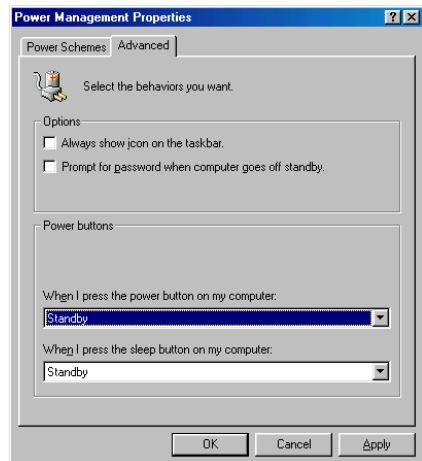 Power Management Properties
Power Schemes Advanced
Select the behaviors you want.
Options
Always show icon on the taskbar.
Prompt for password when computer goes off standby.
Power buttons
When I press the power button on my computer:
Standby
When I press the sleep button on my computer:
Standby
OK Cancel Apply